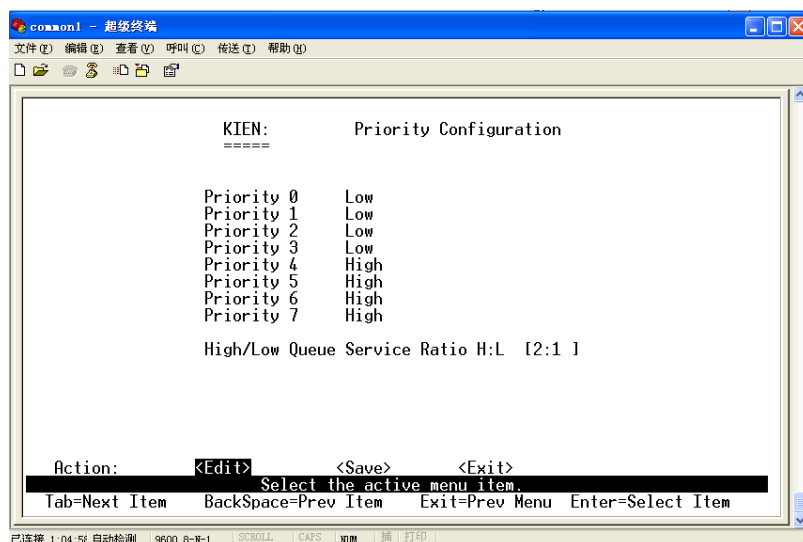 common1 - 超级终端
文件(F) 编辑(E) 查看(V) 呼叫(C) 传送(T) 帮助(H)
KIEN: Priority Configuration
=====
Priority 0 Low
Priority 1 Low
Priority 2 Low
Priority 3 Low
Priority 4 High
Priority 5 High
Priority 6 High
Priority 7 High
High/Low Queue Service Ratio H:L [2:1 ]
Action: <Edit> <Save> <Exit>
Select the active menu item.
Tab=Next Item BackSpace=Prev Item Exit=Prev Menu Enter=Select Item
已连接 1:04:56 自动检测 9600 8-N-1 SCROLL CAPS NUM 捕 打印